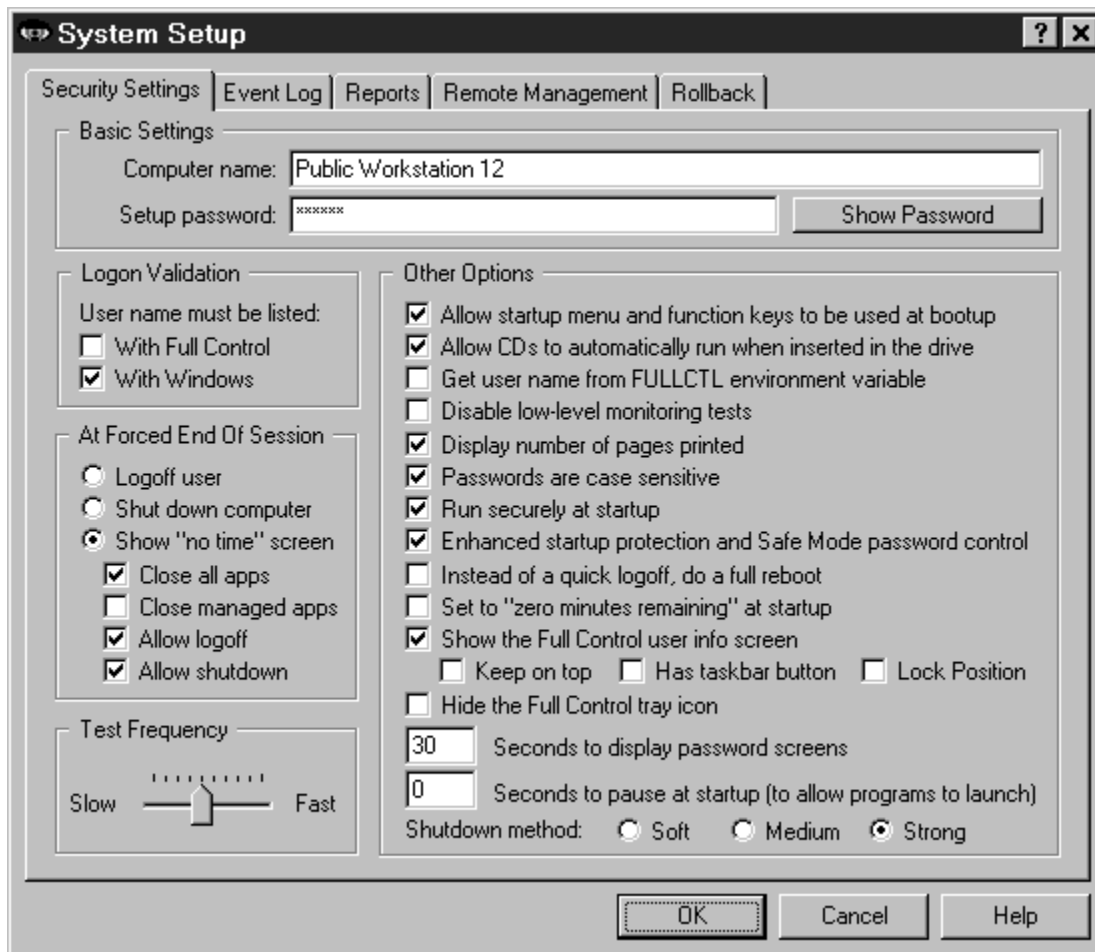 System Setup
Security Settings Event Log Reports Remote Management Rollback
Basic Settings
Computer name: Public Workstation 12
Setup password: ****** Show Password
Logon Validation
User name must be listed:
With Full Control
With Windows
At Forced End Of Session
Logoff user
Shut down computer
Show "no time" screen
Close all apps
Close managed apps
Allow logoff
Allow shutdown
Test Frequency
Slow Fast
Other Options
Allow startup menu and function keys to be used at bootup
Allow CDs to automatically run when inserted in the drive
Get user name from FULLCTL environment variable
Disable low-level monitoring tests
Display number of pages printed
Passwords are case sensitive
Run securely at startup
Enhanced startup protection and Safe Mode password control
Instead of a quick logoff, do a full reboot
Set to "zero minutes remaining" at startup
Show the Full Control user info screen
Keep on top Has taskbar button Lock Position
Hide the Full Control tray icon
30 Seconds to display password screens
0 Seconds to pause at startup (to allow programs to launch)
Shutdown method: Soft Medium Strong
OK Cancel Help